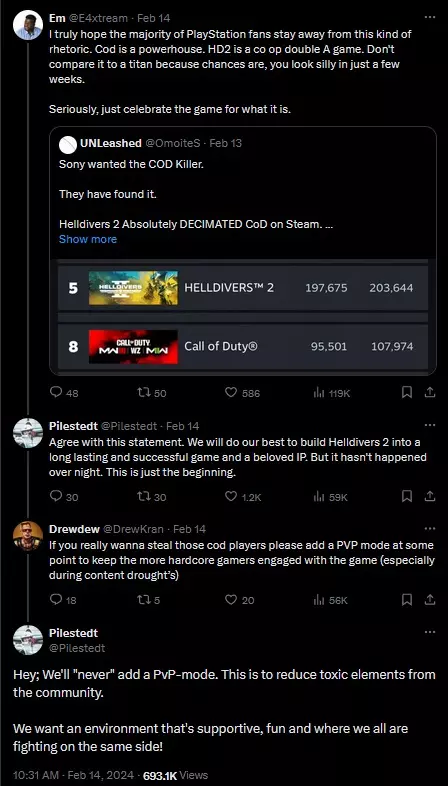 Em @E4xtream · Feb 14
I truly hope the majority of PlayStation fans stay away from this kind of
rhetoric. Cod is a powerhouse. HD2 is a co op double A game. Don't
compare it to a titan because chances are, you look silly in just a few
weeks.
Seriously, just celebrate the game for what it is.
UNLeashed @OmoiteS · Feb 13
Sony wanted the COD Killer.
They have found it.
Helldivers 2 Absolutely DECIMATED CoD on Steam. ...
Show more
5 HELLDIVERS HELLDIVERS™ 2 197,675 203,644
8 CALL OF DUTY MWII WZ MWIII Call of Duty® 95,501 107,974
48 50 586 119K
Pilestedt @Pilestedt · Feb 14
Agree with this statement. We will do our best to build Helldivers 2 into a
long lasting and successful game and a beloved IP. But it hasn't happened
over night. This is just the beginning.
30 30 1.2K 59K
Drewdew @DrewKran · Feb 14
If you really wanna steal those cod players please add a PVP mode at some
point to keep the more hardcore gamers engaged with the game (especially
during content drought's)
18 5 20 56K
Pilestedt
@Pilestedt
Hey; We'll "never" add a PvP-mode. This is to reduce toxic elements from
the community.
We want an environment that's supportive, fun and where we all are
fighting on the same side!
10:31 AM · Feb 14, 2024 · 693.1K Views